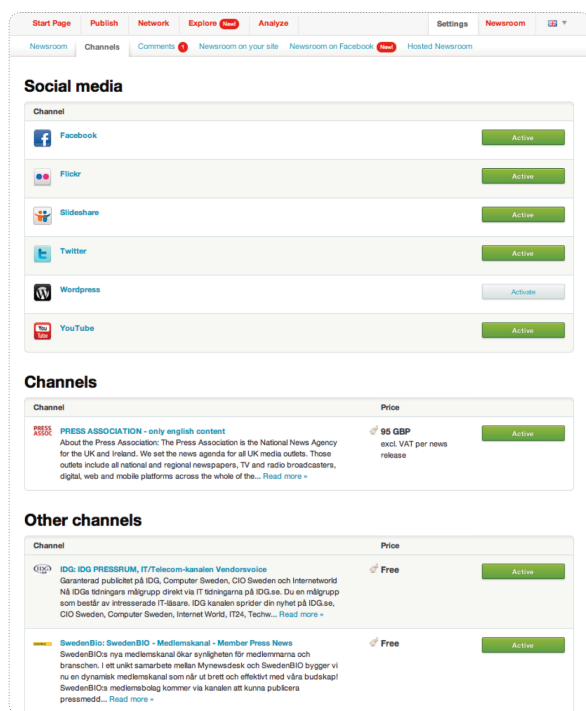 Start Page Publish Network Explore New! Analyze Settings Newsroom
Newsroom Channels Comments 1 Newsroom on your site Newsroom on Facebook New! Hosted Newsroom
Social media
Channel
Facebook Active
Flickr Active
Slideshare Active
Twitter Active
Wordpress Activate
You Tube YouTube Active
Channels
Channel Price
PRESS ASSOC PRESS ASSOCIATION - only english content 95 GBP Active
About the Press Association: The Press Association is the National News Agency excl. VAT per news
for the UK and Ireland. We set the news agenda for all UK media outlets. Those release
outlets include all national and regional newspapers, TV and radio broadcasters,
digital, web and mobile platforms across the whole of the... Read more »
Other channels
Channel Price
IDG IDG: IDG PRESSRUM, IT/Telecom-kanalen Vendorsvoice Free Active
Garanterad publicitet på IDG, Computer Sweden, CIO Sweden och Internetworld
Nå IDGs tidningars målgrupp direkt via IT tidningarna på IDG.se. Du en målgrupp
som består av intresserade IT-läsare. IDG kanalen sprider din nyhet på IDG.se,
CIO Sweden, Computer Sweden, Internet World, IT24, Techw... Read more »
SwedenBio: SwedenBIO - Medlemskanal - Member Press News Free Active
SwedenBIO:s nya medlemskanal ökar synligheten för medlemmarna och
branschen. I ett unikt samarbete mellan Mynewsdesk och SwedenBIO bygger vi
nu en dynamisk medlemskanal som når ut brett och effektivt med våra budskap!
SwedenBIO:s medlemsbolag kommer via kanalen att kunna publicera
pressmedd... Read more »